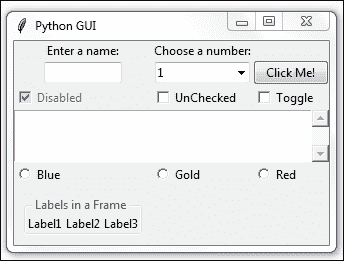 Python GUI
Enter a name: Choose a number:
1 Click Me!
Disabled UnChecked Toggle
Blue Gold Red
Labels in a Frame
Label1 Label2 Label3